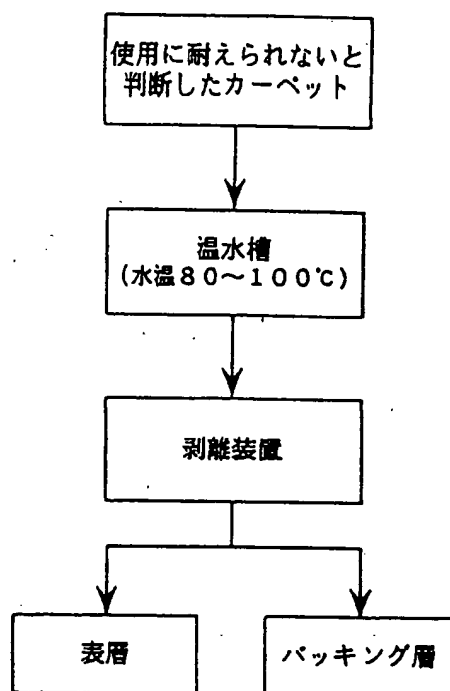 使用に耐えられないと
判断したカーペット
温水槽
(水温80～100℃)
剥離装置
表層
バッキング層